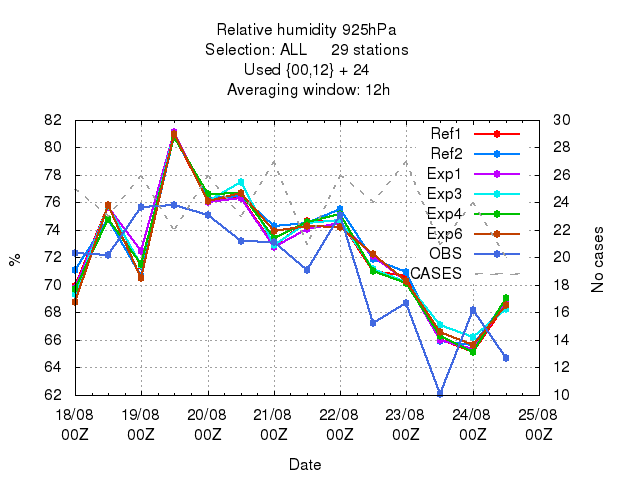 Relative humidity 925hPa
Selection: ALL 29 stations
Used {00,12} + 24
Averaging window: 12h
82 30
80 28
78 26
76 24
74 22
72 20
70 18
68 16
66 14
64 12
62 10
%
No cases
Ref1
Ref2
Exp1
Exp3
Exp4
Exp6
OBS
CASES
18/08 19/08 20/08 21/08 22/08 23/08 24/08 25/08
00Z 00Z 00Z 00Z 00Z 00Z 00Z 00Z
Date